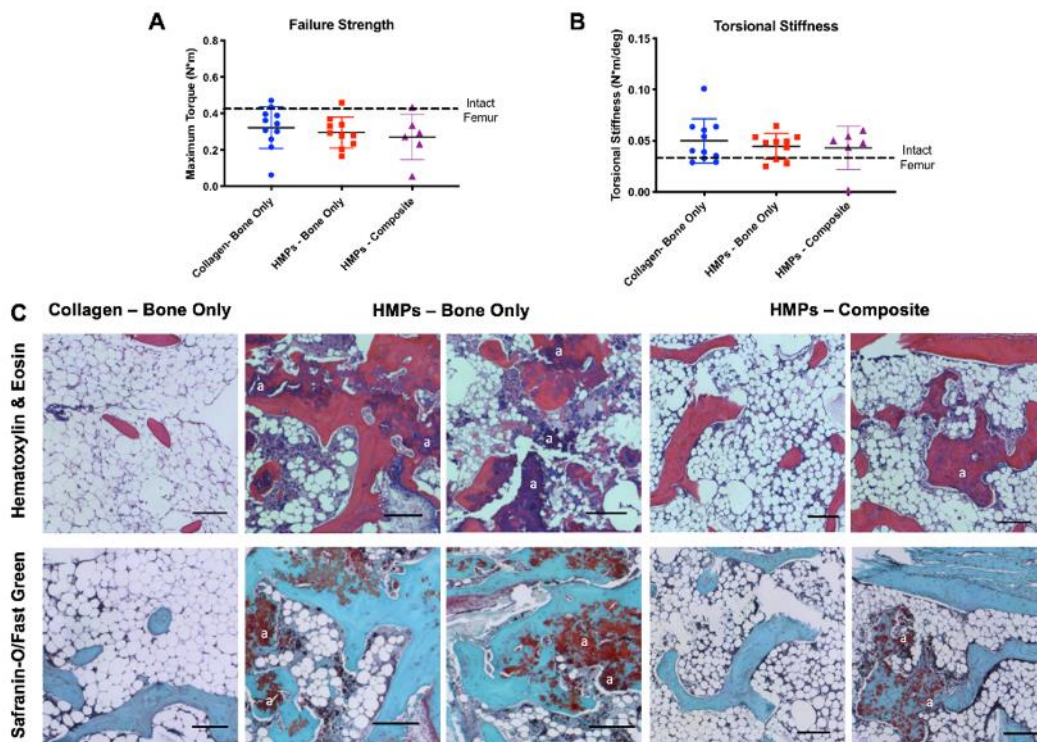 A
Failure Strength
Maximum Torque (N*m)
0.8
0.6
0.4
0.2
0.0
Intact
Femur
Collagen- Bone Only
HMPs - Bone Only
HMPs - Composite
B
Torsional Stiffness
Torsional Stiffness (N*m/deg)
0.15
0.10
0.05
0.00
Intact
Femur
Collagen - Bone Only
HMPs - Bone Only
HMPs - Composite
C
Collagen – Bone Only
HMPs – Bone Only
HMPs – Composite
Hematoxylin & Eosin
a
a
a
a
a
a
Safranin-O/Fast Green
a
a
a
a
a
a